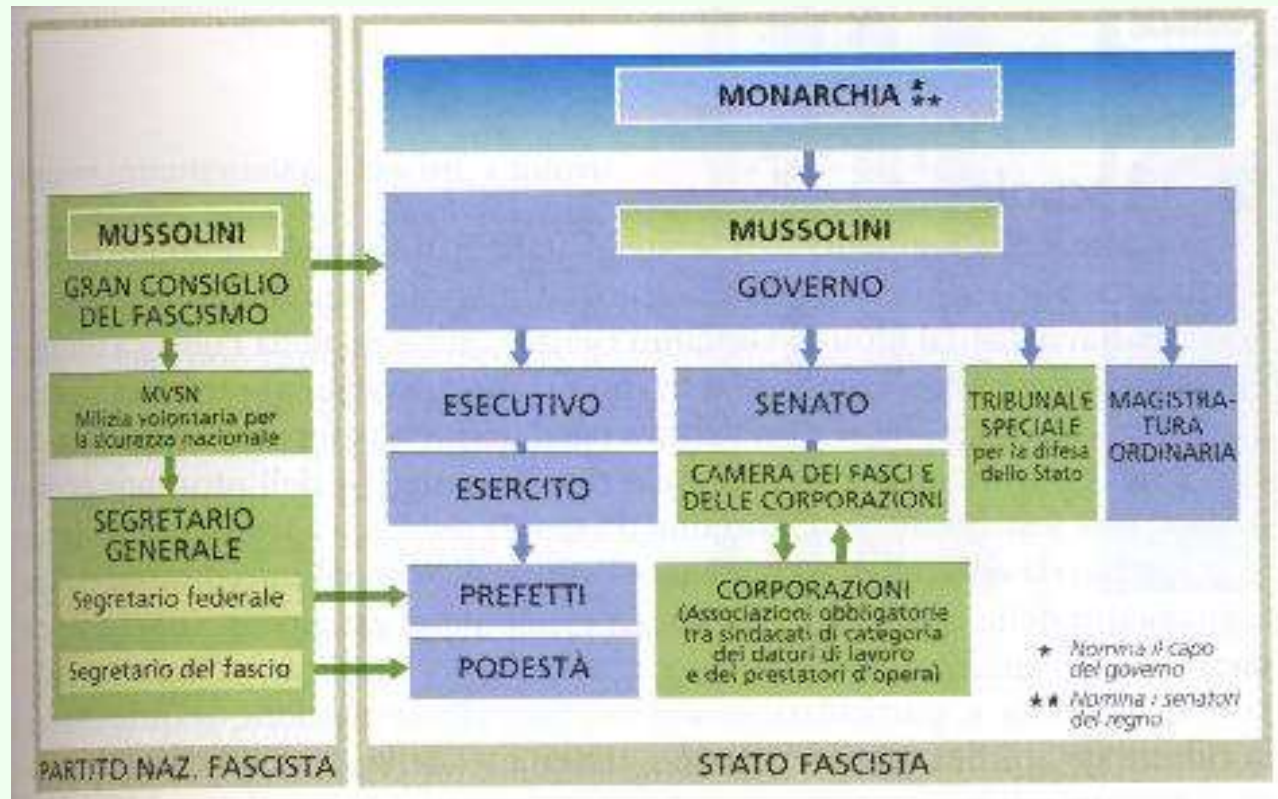 MUSSOLINI
GRAN CONSIGLIO
DEL FASCISMO
MVSN
Milizia volontaria per
la sicurezza nazionale
SEGRETARIO
GENERALE
Segretario federale
Segretario del fascio
PARTITO NAZ. FASCISTA
MONARCHIA ***
MUSSOLINI
GOVERNO
ESECUTIVO
ESERCITO
PREFETTI
PODESTÀ
SENATO
CAMERA DEI FASCI E
DELLE CORPORAZIONI
CORPORAZIONI
(Associazioni obbligatorie
tra sindacati di categoria
dei datori di lavoro
e dei prestatori d'opera)
TRIBUNALE
SPECIALE
per la difesa
dello Stato
MAGISTRA-
TURA
ORDINARIA
* Nomina il capo
del governo
** Nomina i senatori
del regno
STATO FASCISTA